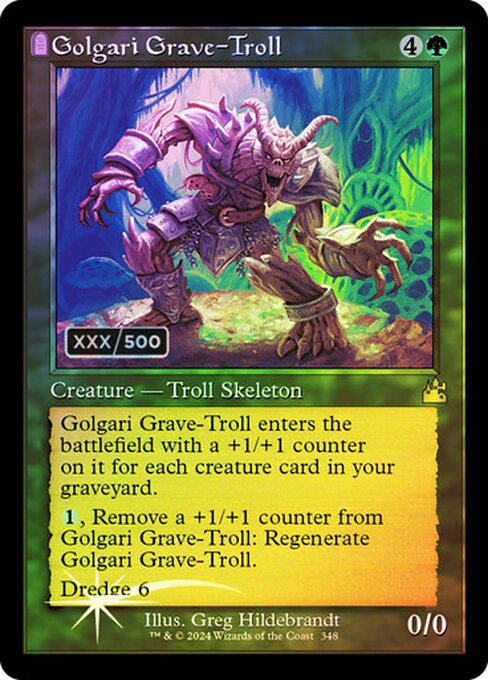 Golgari Grave-Troll 4
XXX/500
Creature — Troll Skeleton
Golgari Grave-Troll enters the
battlefield with a +1/+1 counter
on it for each creature card in your
graveyard.
1, Remove a +1/+1 counter from
Golgari Grave-Troll: Regenerate
Golgari Grave-Troll.
Dredge 6
Illus. Greg Hildebrandt
™ & © 2024 Wizards of the Coast 348
0/0